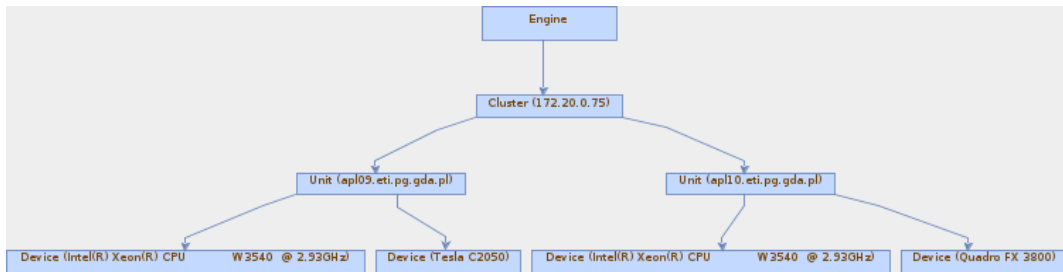 Engine
Cluster (172.20.0.75)
Unit (apl09.eti.pg.gda.pl)
Unit (apl10.eti.pg.gda.pl)
Device (Intel(R) Xeon(R) CPU W3540 @ 2.93GHz)
Device (Tesla C2050)
Device (Intel(R) Xeon(R) CPU W3540 @ 2.93GHz)
Device (Quadro FX 3800)